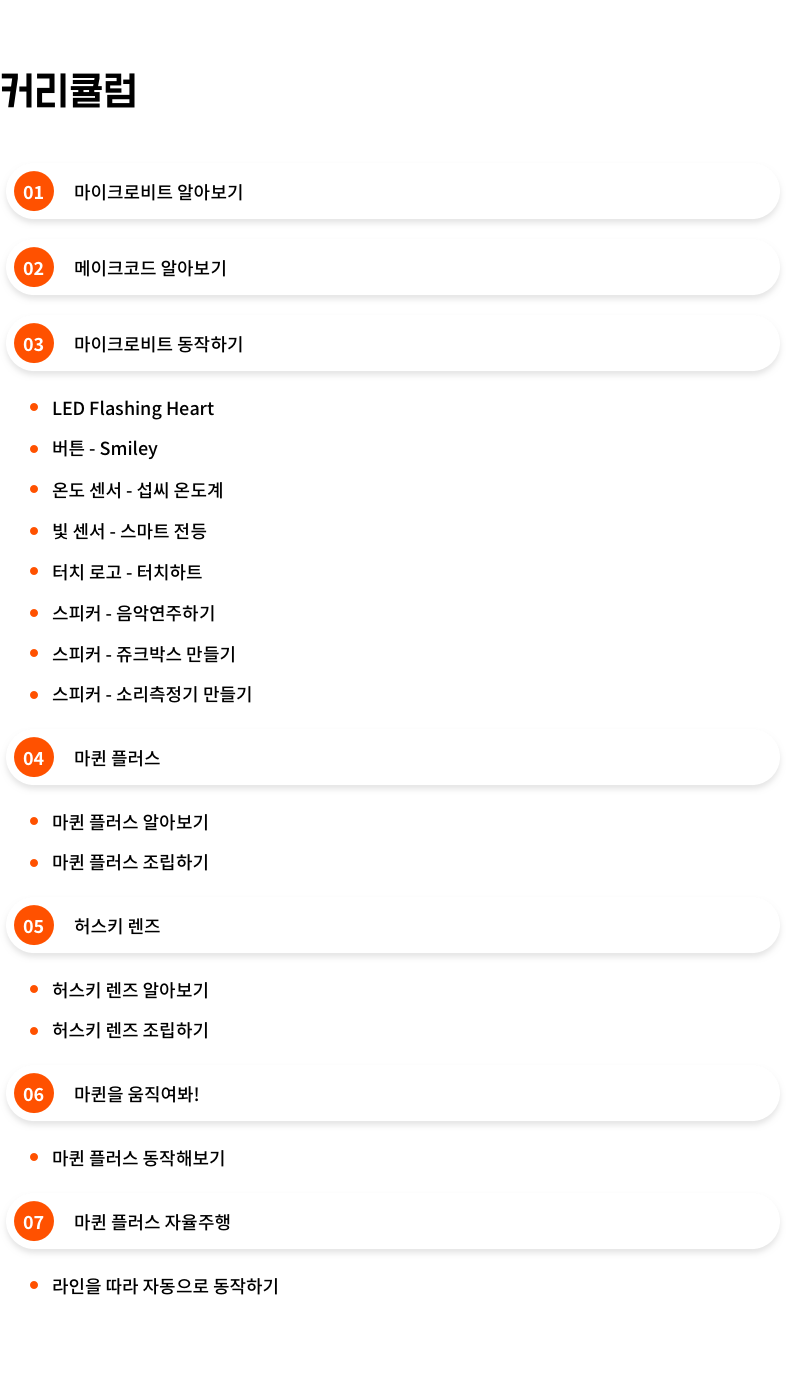 커리큘럼
01 마이크로비트 알아보기
02 메이크코드 알아보기
03 마이크로비트 동작하기
LED Flashing Heart
버튼 - Smiley
온도 센서 - 섭씨 온도계
빛 센서 - 스마트 전등
터치 로고 - 터치하트
스피커 - 음악연주하기
스피커 - 쥬크박스 만들기
스피커 - 소리측정기 만들기
04 마퀸 플러스
마퀸 플러스 알아보기
마퀸 플러스 조립하기
05 허스키 렌즈
허스키 렌즈 알아보기
허스키 렌즈 조립하기
06 마퀸을 움직여봐!
마퀸 플러스 동작해보기
07 마퀸 플러스 자율주행
라인을 따라 자동으로 동작하기